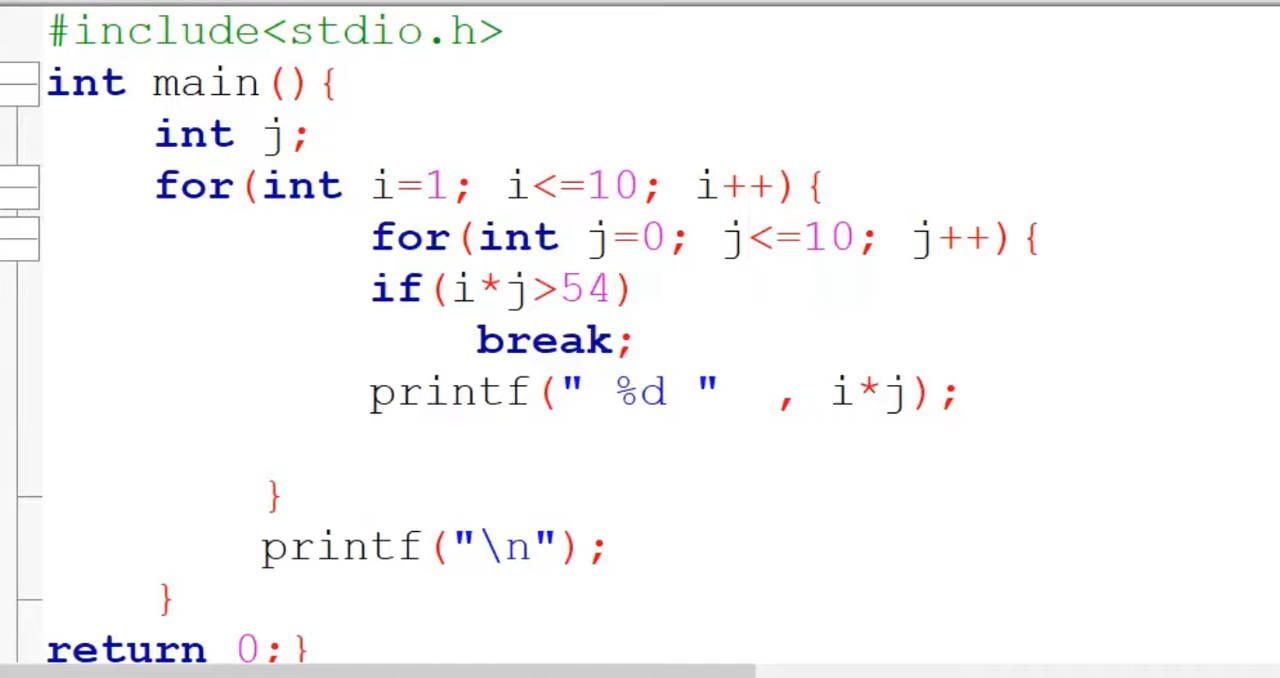 #include<stdio.h>
int main(){
    int j;
    for(int i=1; i<=10; i++){
            for(int j=0; j<=10; j++){
            if(i*j>54)
                break;
            printf(" %d "  , i*j);
        }
        printf("\n");
    }
return 0;}